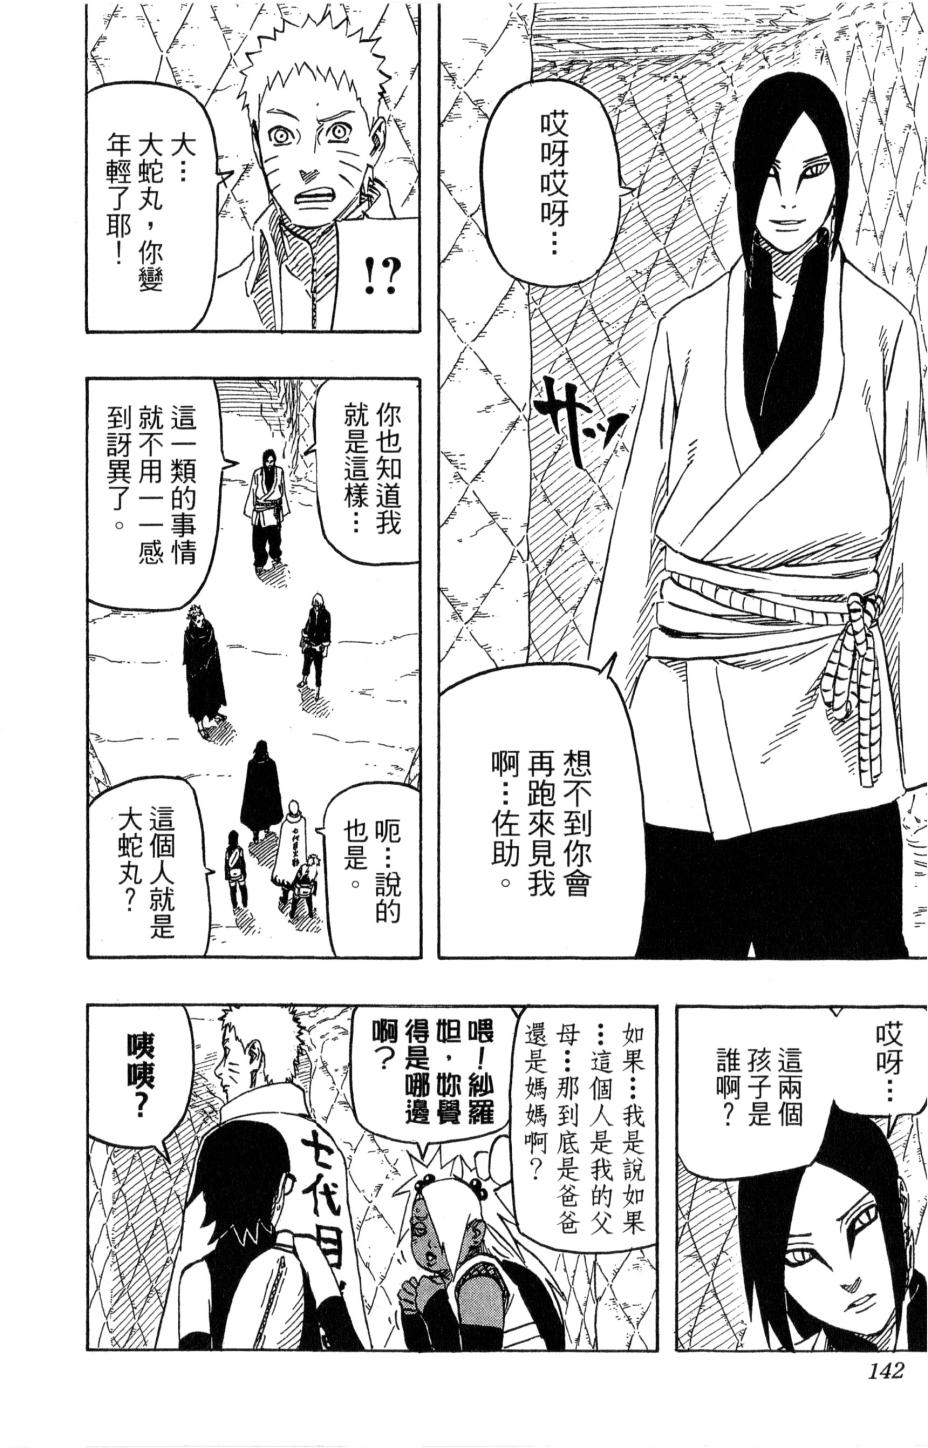 哎呀哎呀…
サッ
想不到你會
再跑來見我
啊…佐助。
大…
大蛇丸，你變
年輕了耶！
!?
你也知道我
就是這樣…
這一類的事情
就不用一一感
到訝異了。
呃…說的
也是。
這個人就是
大蛇丸？
哎呀…
這兩個
孩子是
誰啊？
如果…我是說如果
…這個人是我的父
母…那到底是爸爸
還是媽媽啊？
喂！紗羅
妲，妳覺
得是哪邊
啊？
咦咦？
七代目
142